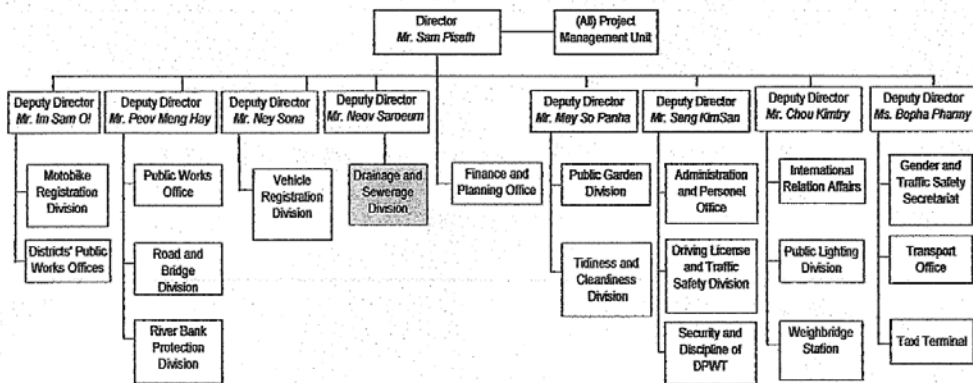 Director
Mr. Sam Piseth
(All) Project
Management Unit
Deputy Director
Mr. Im Sam Ol
Deputy Director
Mr. Peov Meng Hay
Deputy Director
Mr. Ney Sona
Deputy Director
Mr. Neov Saroeum
Deputy Director
Mr. Mey So Panha
Deputy Director
Mr. Seng KimSan
Deputy Director
Mr. Chou Kimtry
Deputy Director
Ms. Bopha Phanny
Motobike
Registration
Division
Districts' Public
Works Offices
Public Works
Office
Road and
Bridge
Division
River Bank
Protection
Division
Vehicle
Registration
Division
Drainage and
Sewerage
Division
Finance and
Planning Office
Public Garden
Division
Tidiness and
Cleanliness
Division
Administration
and Personel
Office
Driving License
and Traffic
Safety Division
Security and
Discipline of
DPWT
International
Relation Affairs
Public Lighting
Division
Weighbridge
Station
Gender and
Traffic Safety
Secretariat
Transport
Office
Taxi Terminal